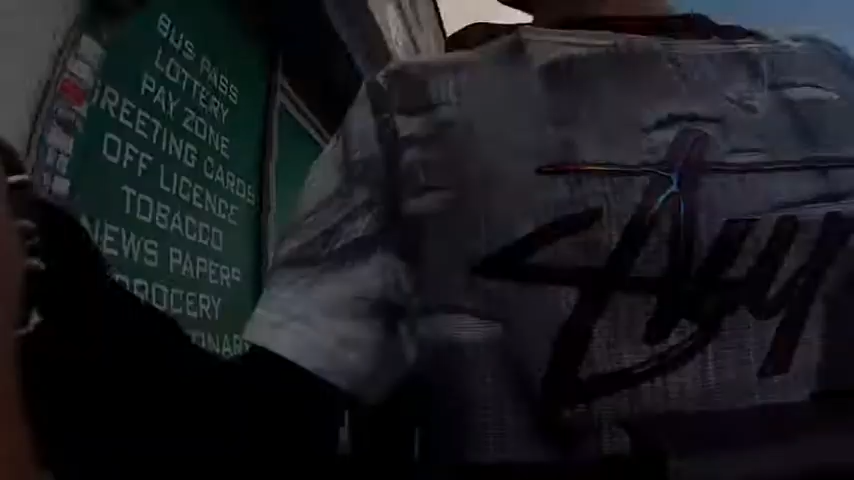 BUS PASS
LOTTERY
PAY ZONE
GREETING CARDS
OFF LICENCE
TOBACCO
NEWS PAPERS
GROCERY